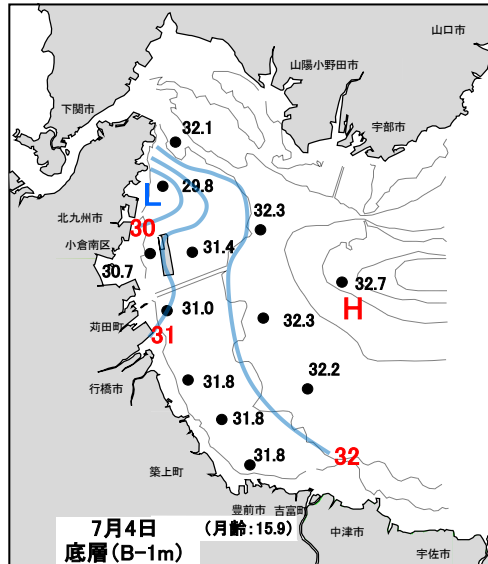 山口市
山陽小野田市
下関市
宇部市
32.1
L
29.8
北九州市
30
32.3
小倉南区
31.4
30.7
32.7
H
31.0
苅田町
32.3
31
行橋市
31.8
32.2
31.8
32
築上町
31.8
豊前市
吉富町
7月4日
(月齢:15.9)
底層(B-1m)
中津市
宇佐市